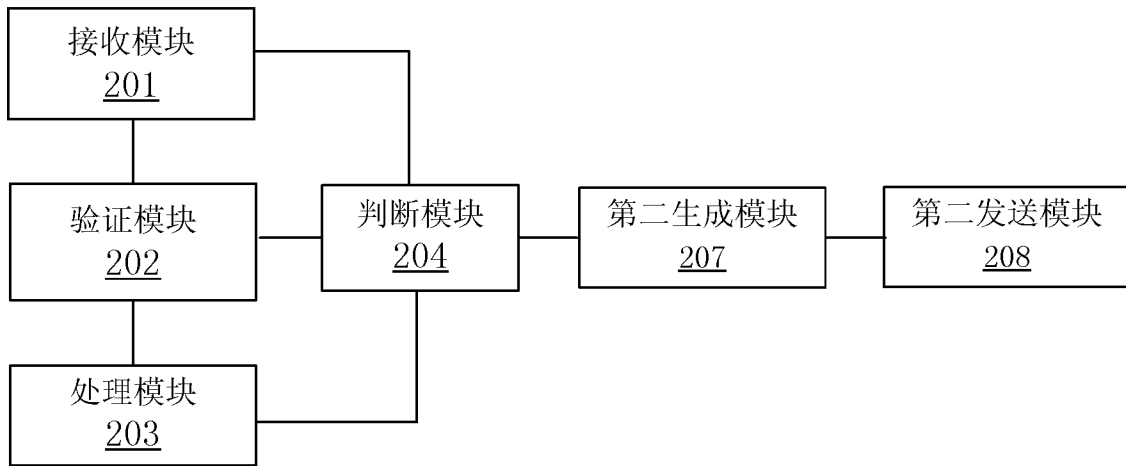 接收模块
201
验证模块
202
处理模块
203
判断模块
204
第二生成模块
207
第二发送模块
208